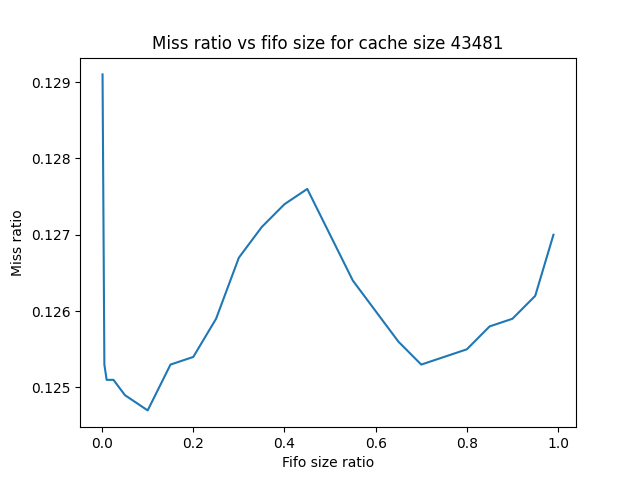 Miss ratio vs fifo size for cache size 43481
0.129
0.128
0.127
0.126
0.125
Miss ratio
0.0 0.2 0.4 0.6 0.8 1.0
Fifo size ratio